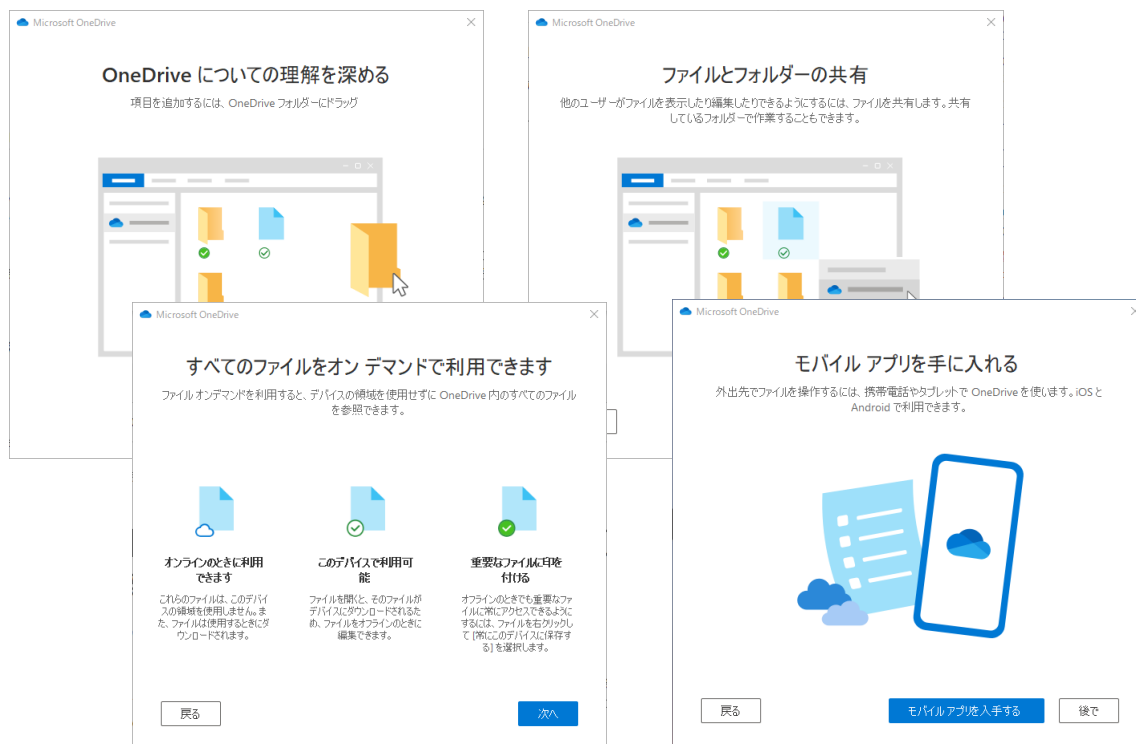 Microsoft OneDrive
OneDrive についての理解を深める
項目を追加するには、OneDrive フォルダーにドラッグ
Microsoft OneDrive
ファイルとフォルダーの共有
他のユーザーがファイルを表示したり編集したりできるようにするには、ファイルを共有します。共有
しているフォルダーで作業することもできます。
Microsoft OneDrive
すべてのファイルをオン デマンドで利用できます
ファイル オンデマンドを利用すると、デバイスの領域を使用せずに OneDrive 内のすべてのファイル
を参照できます。
オンラインのときに利用
できます
これらのファイルは、このデバイ
スの領域を使用しません。ま
た、ファイルは使用するときにダ
ウンロードされます。
このデバイスで利用可
能
ファイルを開くと、そのファイルが
デバイスにダウンロードされるた
め、ファイルをオフラインのときに
編集できます。
重要なファイルに印を
付ける
オフラインのときでも重要なファ
イルに常にアクセスできるように
するには、ファイルを右クリックし
て [常にこのデバイスに保存す
る] を選択します。
戻る
次へ
Microsoft OneDrive
モバイル アプリを手に入れる
外出先でファイルを操作するには、携帯電話やタブレットで OneDrive を使います。iOS と
Android で利用できます。
戻る
モバイル アプリを入手する
後で